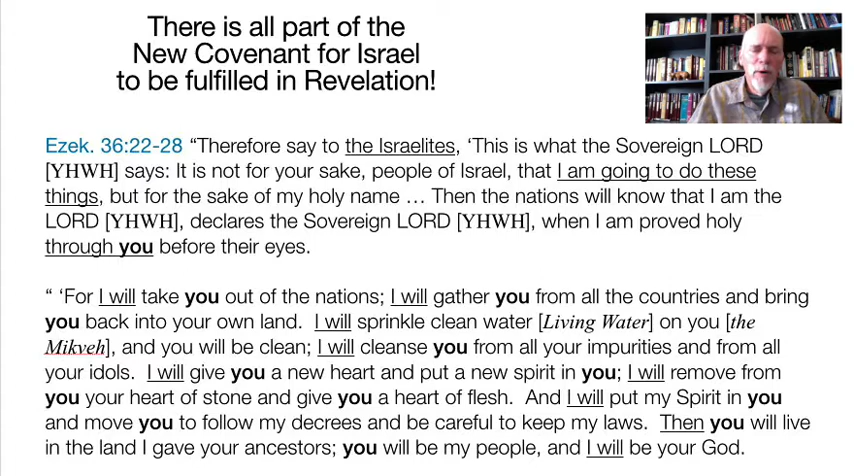 There is all part of the
New Covenant for Israel
to be fulfilled in Revelation!
Ezek. 36:22-28 “Therefore say to the Israelites, ‘This is what the Sovereign LORD
[YHWH] says: It is not for your sake, people of Israel, that I am going to do these
things, but for the sake of my holy name … Then the nations will know that I am the
LORD [YHWH], declares the Sovereign LORD [YHWH], when I am proved holy
through you before their eyes.
“ ‘For I will take you out of the nations; I will gather you from all the countries and bring
you back into your own land. I will sprinkle clean water [Living Water] on you [the
Mikveh], and you will be clean; I will cleanse you from all your impurities and from all
your idols. I will give you a new heart and put a new spirit in you; I will remove from
you your heart of stone and give you a heart of flesh. And I will put my Spirit in you
and move you to follow my decrees and be careful to keep my laws. Then you will live
in the land I gave your ancestors; you will be my people, and I will be your God.